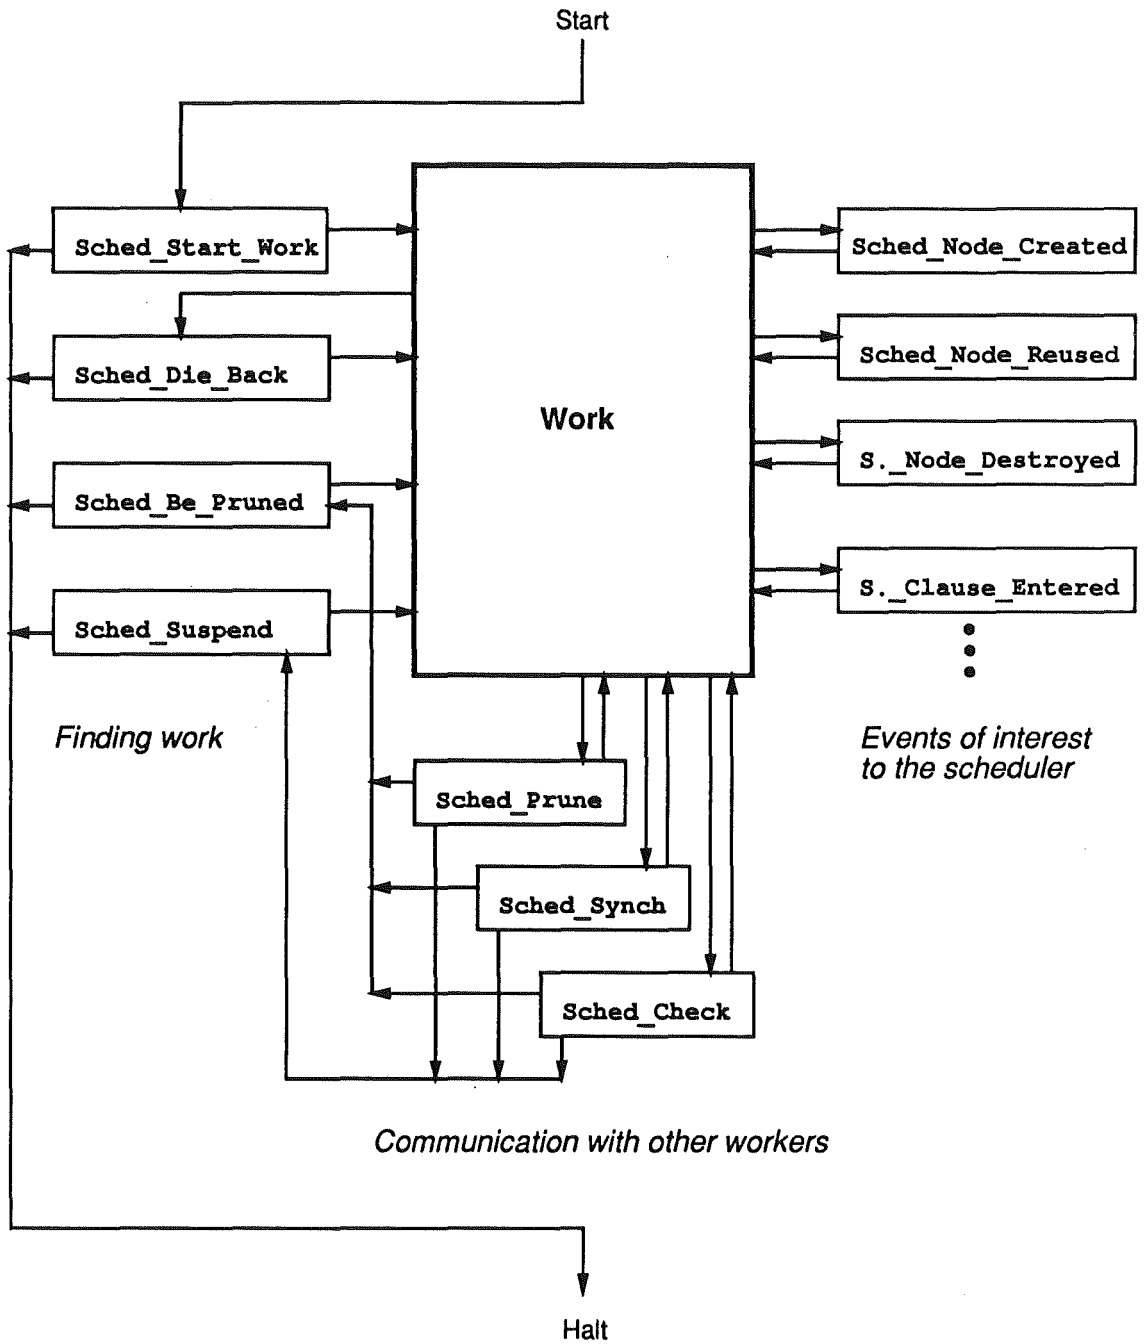 Start
Sched_Start_Work
Sched_Node_Created
Sched_Die_Back
Sched_Node_Reused
Work
S._Node_Destroyed
Sched_Be_Pruned
S._Clause_Entered
Sched_Suspend
Finding work
Events of interest
to the scheduler
Sched_Prune
Sched_Synch
Sched_Check
Communication with other workers
Halt